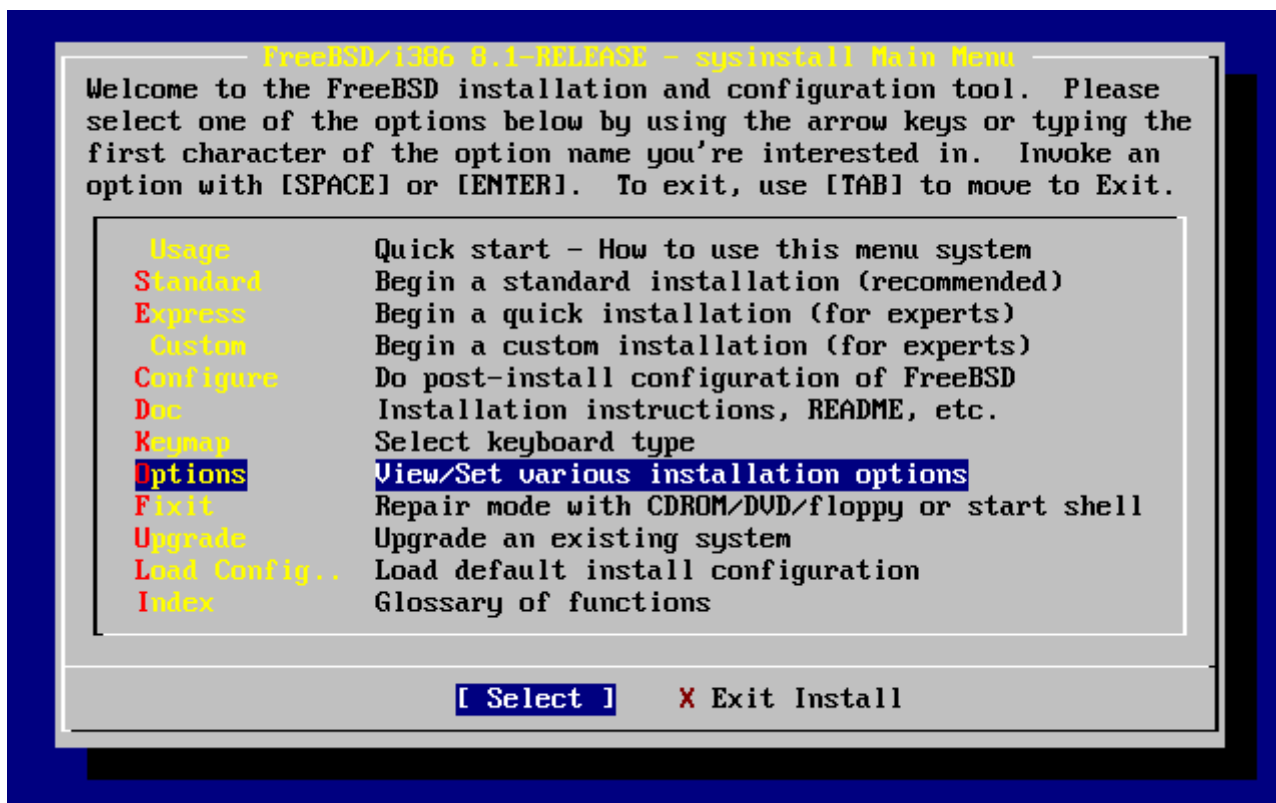 FreeBSD/i386 8.1-RELEASE - sysinstall Main Menu
Welcome to the FreeBSD installation and configuration tool.  Please
select one of the options below by using the arrow keys or typing the
first character of the option name you're interested in.  Invoke an
option with [SPACE] or [ENTER].  To exit, use [TAB] to move to Exit.
Usage Quick start - How to use this menu system
Standard Begin a standard installation (recommended)
Express Begin a quick installation (for experts)
Custom Begin a custom installation (for experts)
Configure Do post-install configuration of FreeBSD
Doc Installation instructions, README, etc.
Keymap Select keyboard type
Options View/Set various installation options
Fixit Repair mode with CDROM/DVD/floppy or start shell
Upgrade Upgrade an existing system
Load Config.. Load default install configuration
Index Glossary of functions
[ Select ] X Exit Install